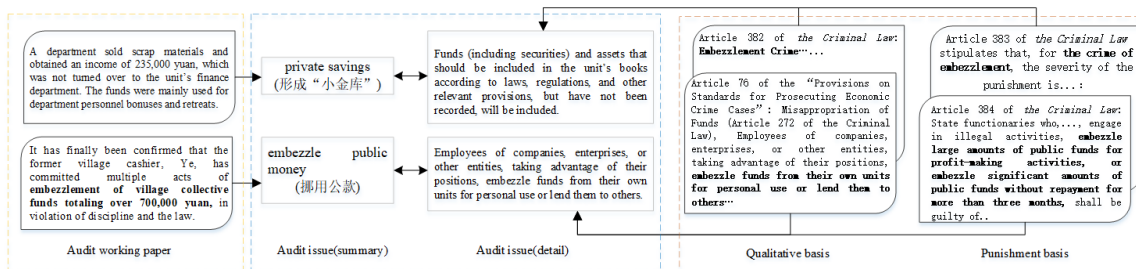 A department sold scrap materials and
obtained an income of 235,000 yuan, which
was not turned over to the unit's finance
department. The funds were mainly used for
department personnel bonuses and retreats.
It has finally been confirmed that the
former village cashier, Ye, has
committed multiple acts of
embezzlement of village collective
funds totaling over 700,000 yuan, in
violation of discipline and the law.
Audit working paper
private savings
(形成“小金库”)
embezzle public
money
(挪用公款)
Audit issue(summary)
Funds (including securities) and assets that
should be included in the unit's books
according to laws, regulations, and other
relevant provisions, but have not been
recorded, will be included.
Employees of companies, enterprises, or
other entities, taking advantage of their
positions, embezzle funds from their own
units for personal use or lend them to others.
Audit issue(detail)
Article 382 of the Criminal Law:
Embezzlement Crime…...
Article 76 of the “Provisions on
Standards for Prosecuting Economic
Crime Cases”: Misappropriation of
Funds (Article 272 of the Criminal
Law), Employees of companies,
enterprises, or other entities,
taking advantage of their positions,
embezzle funds from their own units
for personal use or lend them to
others…
Qualitative basis
Article 383 of the Criminal Law
stipulates that, for the crime of
embezzlement, the severity of the
punishment is...:
Article 384 of the Criminal Law:
State functionaries who,..., engage
in illegal activities, embezzle
large amounts of public funds for
profit-making activities, or
embezzle significant amounts of
public funds without repayment for
more than three months, shall be
guilty of..
Punishment basis